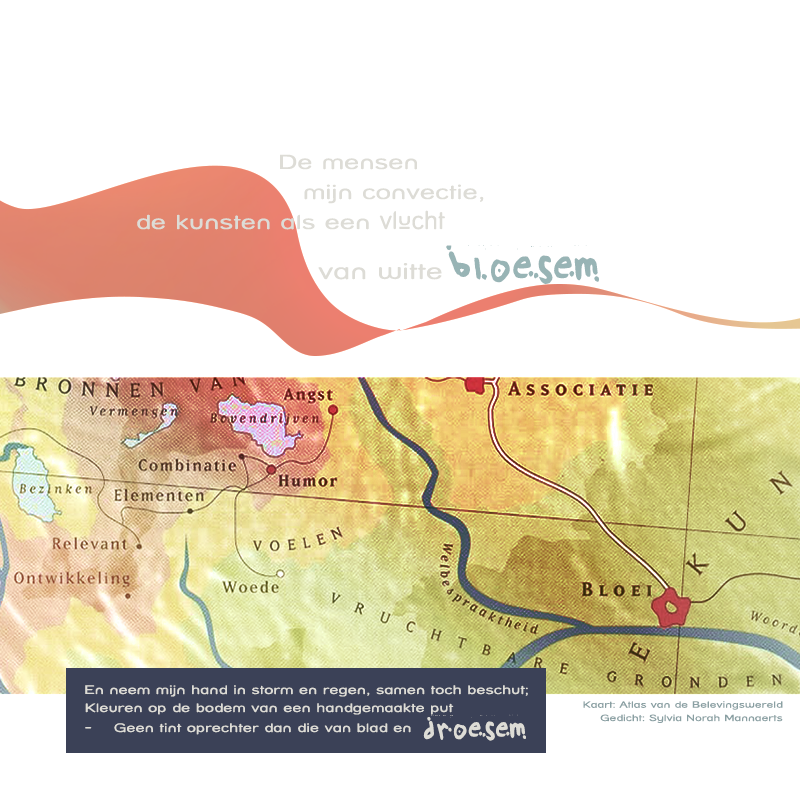 De mensen
mijn convectie,
de kunsten als een vlucht
van witte bloesem
BRONNEN VAN
Vermengen
Bovendrijven
Angst
ASSOCIATIE
Combinatie
Humor
Bezinken
Elementen
KUN
VOELEN
Relevant
Welbespraaktheid
Ontwikkeling
Woede
BLOEI
VRUCHTBARE GRONDEN
Woord
E
En neem mijn hand in storm en regen, samen toch beschut;
Kleuren op de bodem van een handgemaakte put
- Geen tint oprechter dan die van blad en droesem
Kaart: Atlas van de Belevingswereld
Gedicht: Sylvia Norah Mannaerts